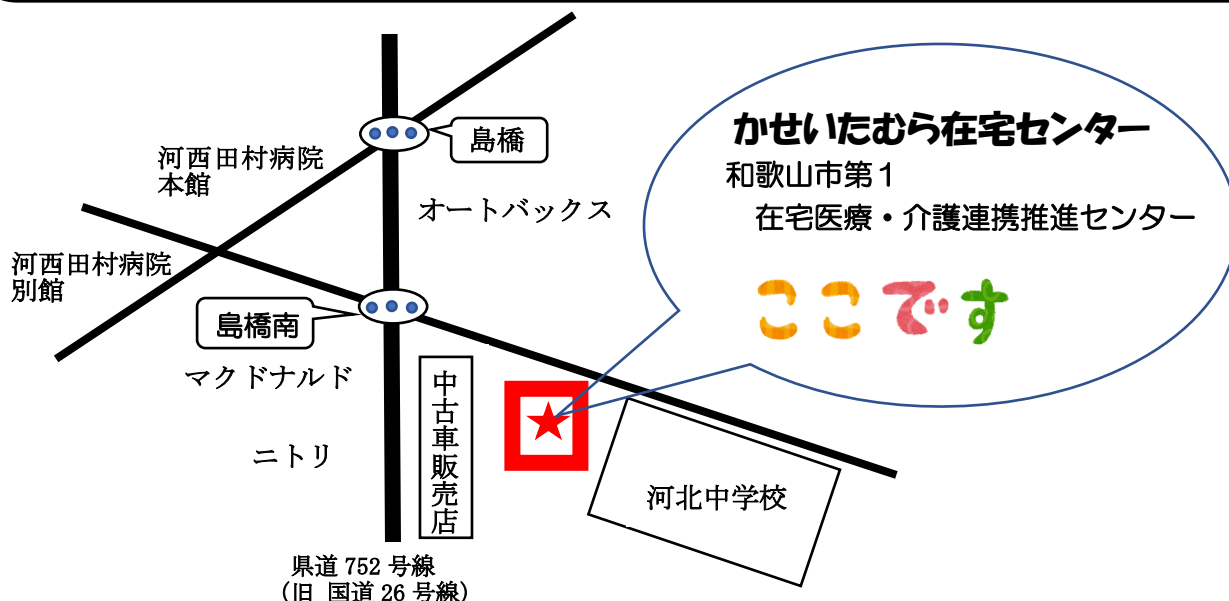 島橋
河西田村病院
本館
オートバックス
河西田村病院
別館
島橋南
マクドナルド
ニトリ
中古車販売店
河北中学校
県道 752 号線
(旧 国道 26 号線)
かせいたむら在宅センター
和歌山市第1
在宅医療・介護連携推進センター
ここです